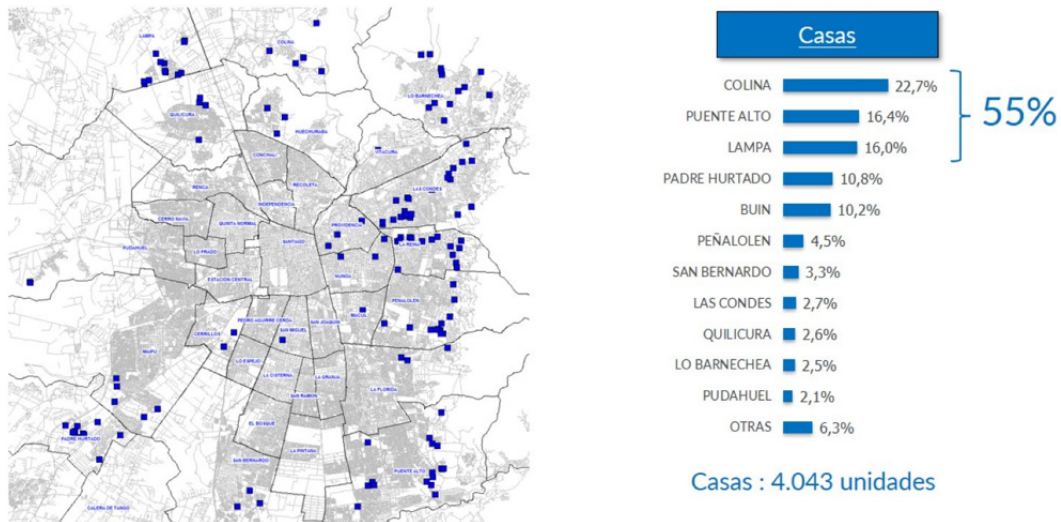 LAMPA
COLINA
LO BARNECHEA
QUILICURA
HUECHURABA
VITACURA
CONCHALI
RECOLETA
RENCA
LAS CONDES
INDEPENDENCIA
CERRO NAVIA
QUINTA NORMAL
PROVIDENCIA
PUDAHUEL
SANTIAGO
LA REINA
LO PRADO
ÑUÑOA
ESTACION CENTRAL
PEÑALOLEN
MACUL
PEDRO AGUIRRE CERDA
SAN JOAQUIN
SAN MIGUEL
CERRILLOS
MAIPU
LO ESPEJO
LA CISTERNA
LA GRANJA
LA FLORIDA
SAN RAMON
EL BOSQUE
PADRE HURTADO
LA PINTANA
SAN BERNARDO
PUENTE ALTO
CALERA DE TANGO
Casas
COLINA 22,7%
PUENTE ALTO 16,4%
LAMPA 16,0%
55%
PADRE HURTADO 10,8%
BUIN 10,2%
PEÑALOLEN 4,5%
SAN BERNARDO 3,3%
LAS CONDES 2,7%
QUILICURA 2,6%
LO BARNECHEA 2,5%
PUDAHUEL 2,1%
OTRAS 6,3%
Casas : 4.043 unidades